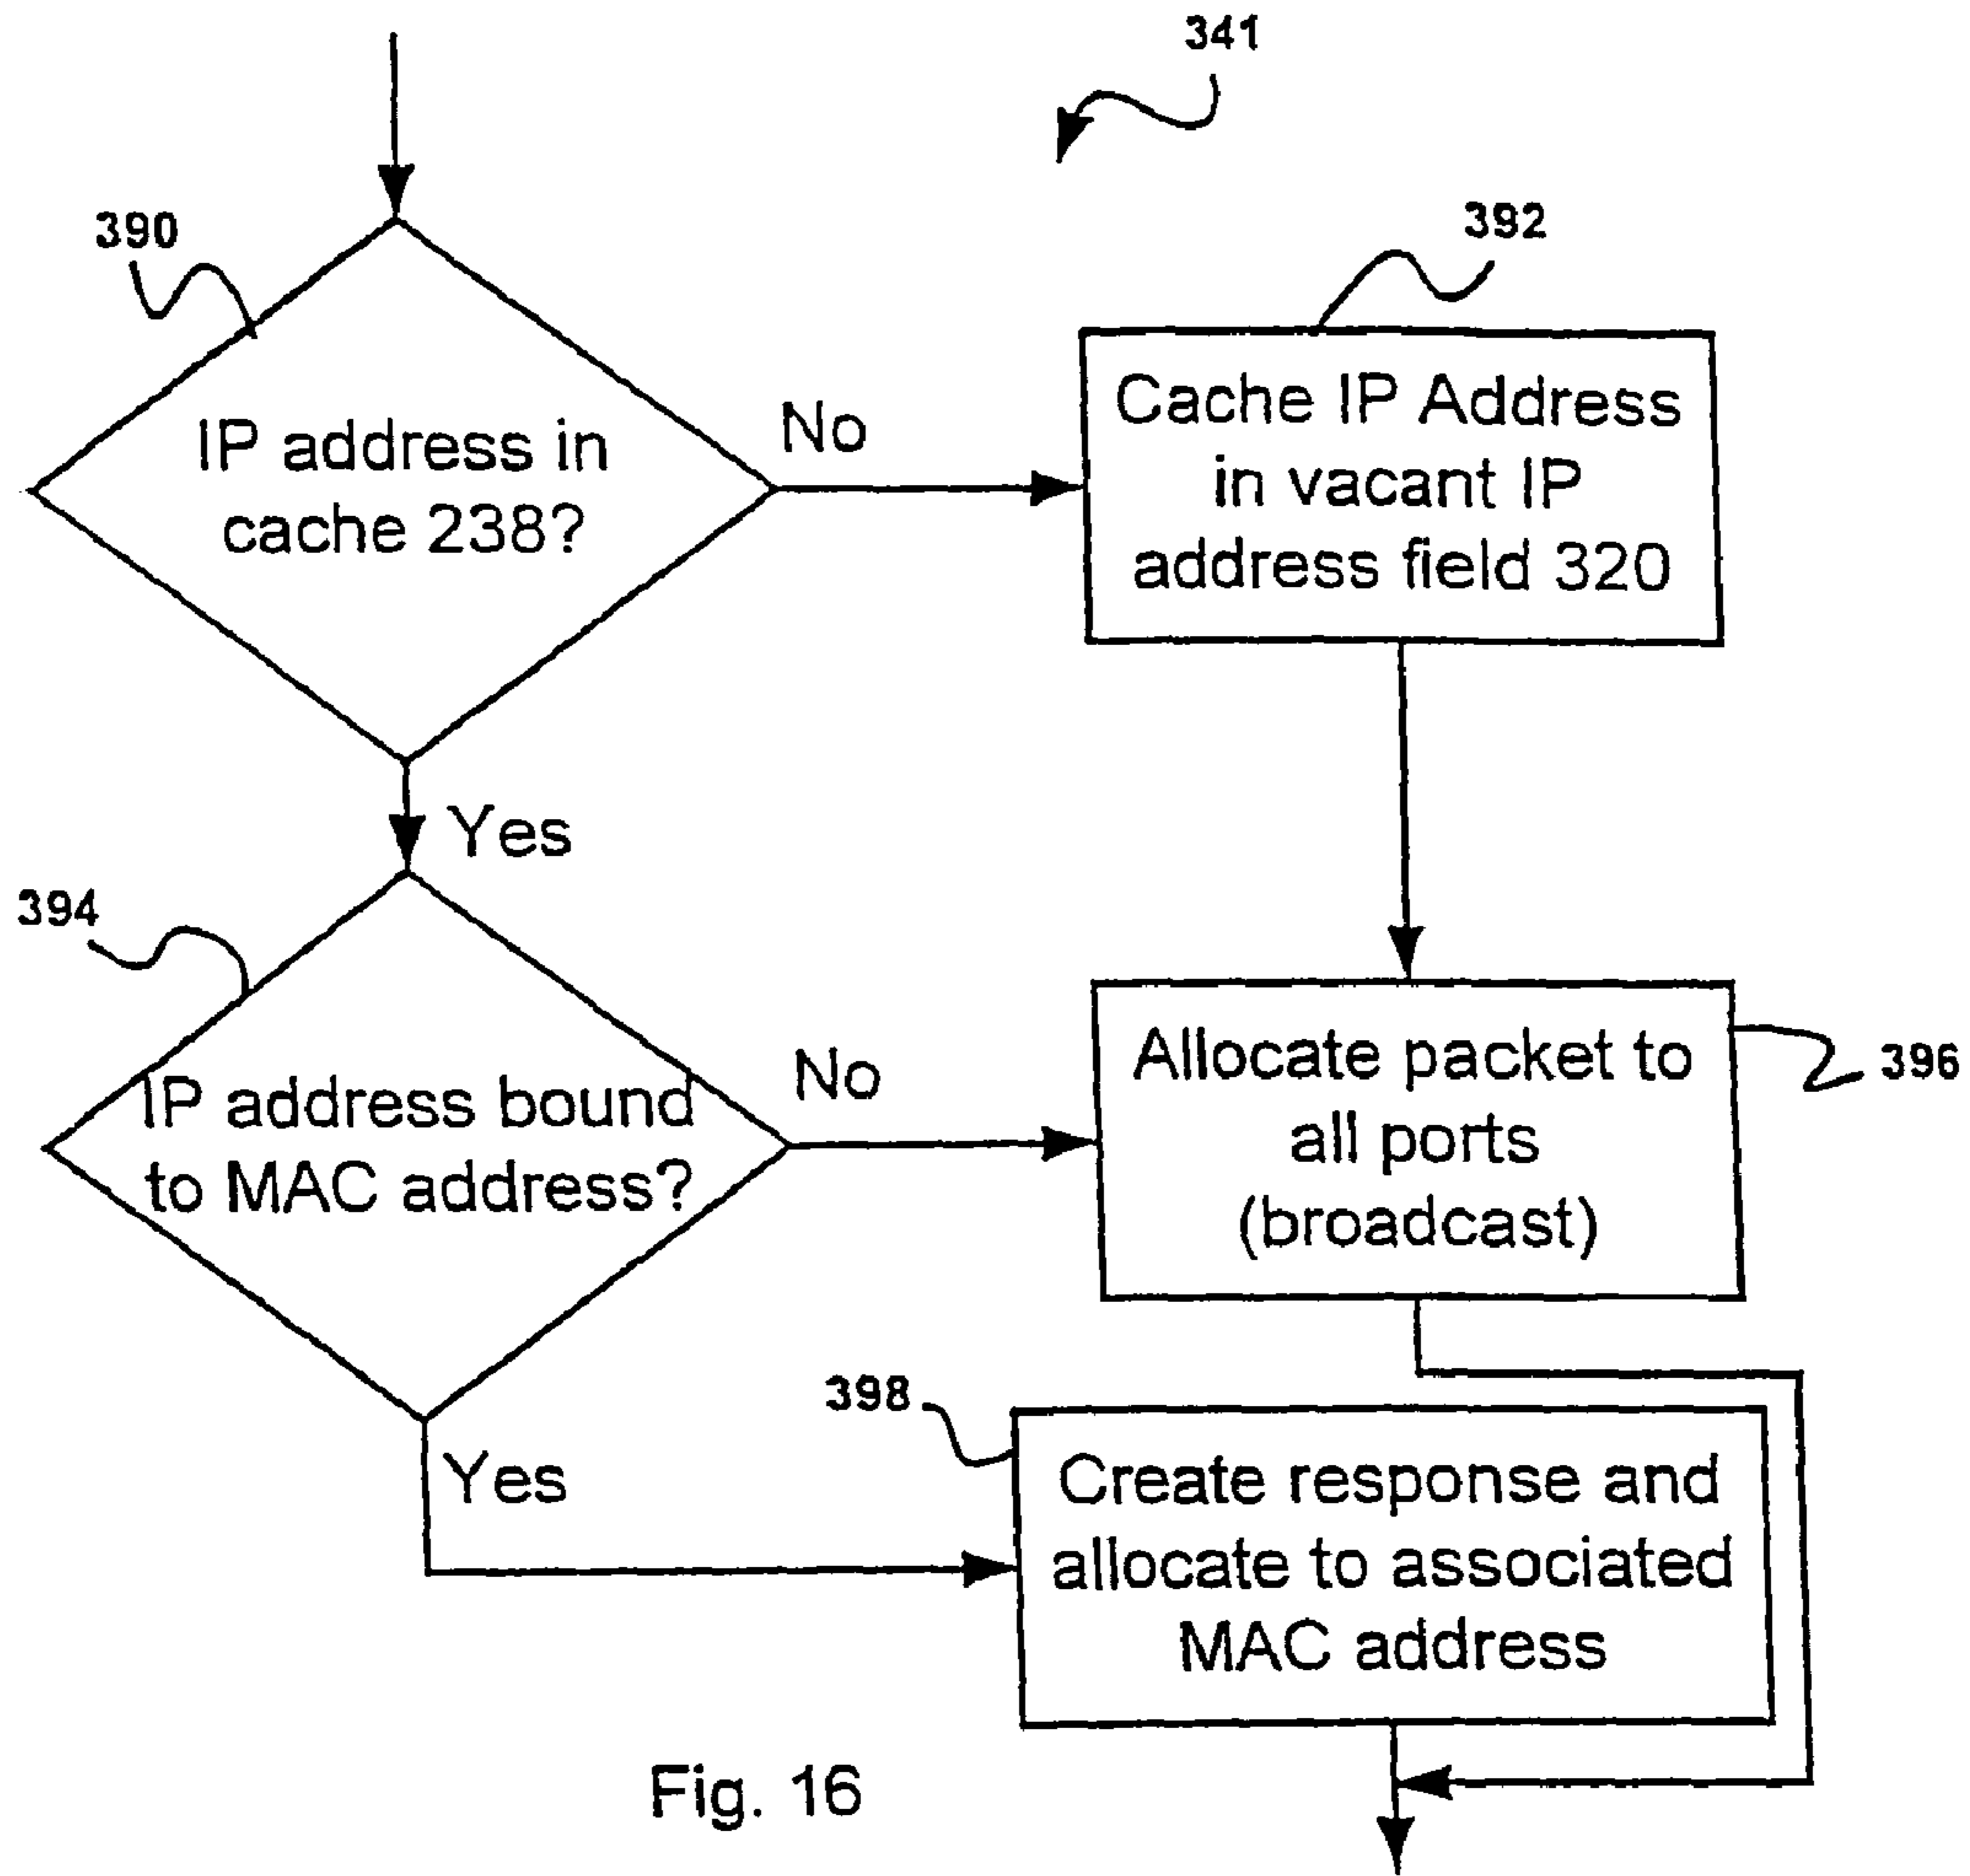 341
390
392
IP address in
cache 238?
No
Cache IP Address
in vacant IP
address field 320
Yes
394
IP address bound
to MAC address?
No
Allocate packet to
all ports
(broadcast)
396
Yes
398
Create response and
allocate to associated
MAC address
Fig. 16